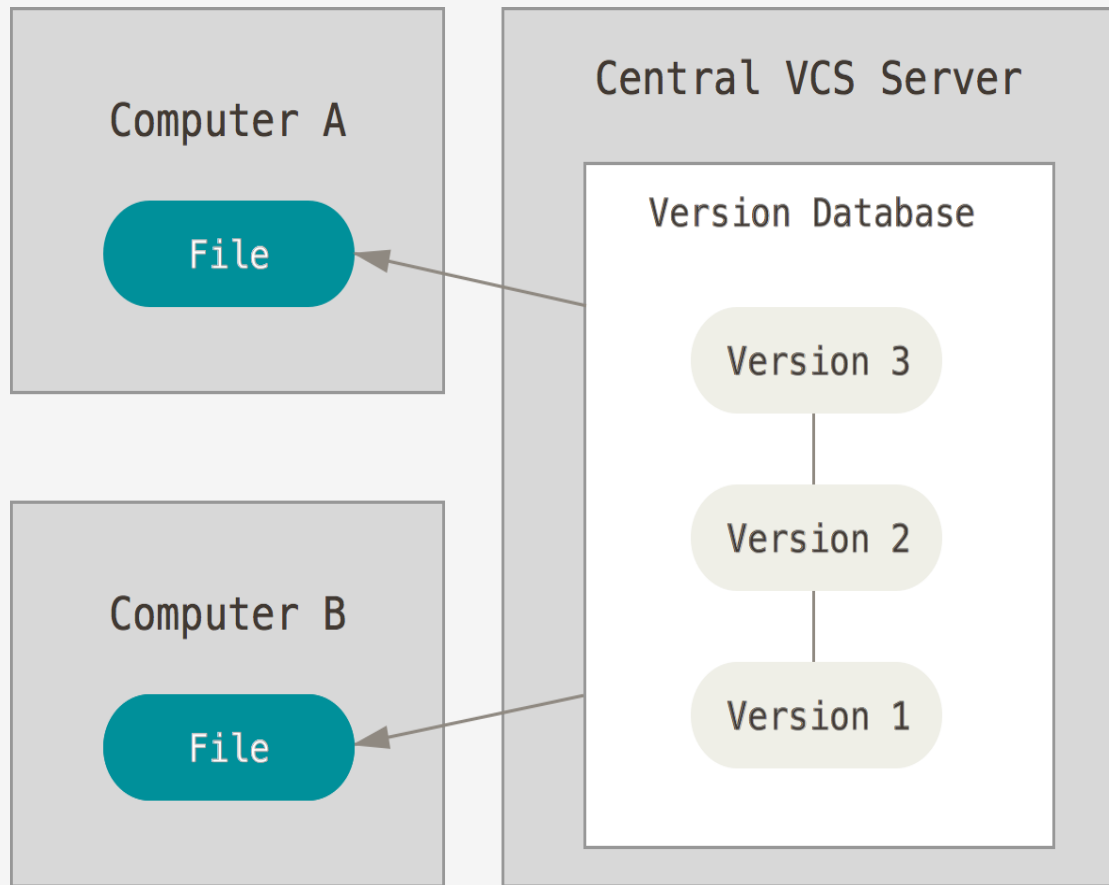 Computer A
File
Computer B
File
Central VCS Server
Version Database
Version 3
Version 2
Version 1